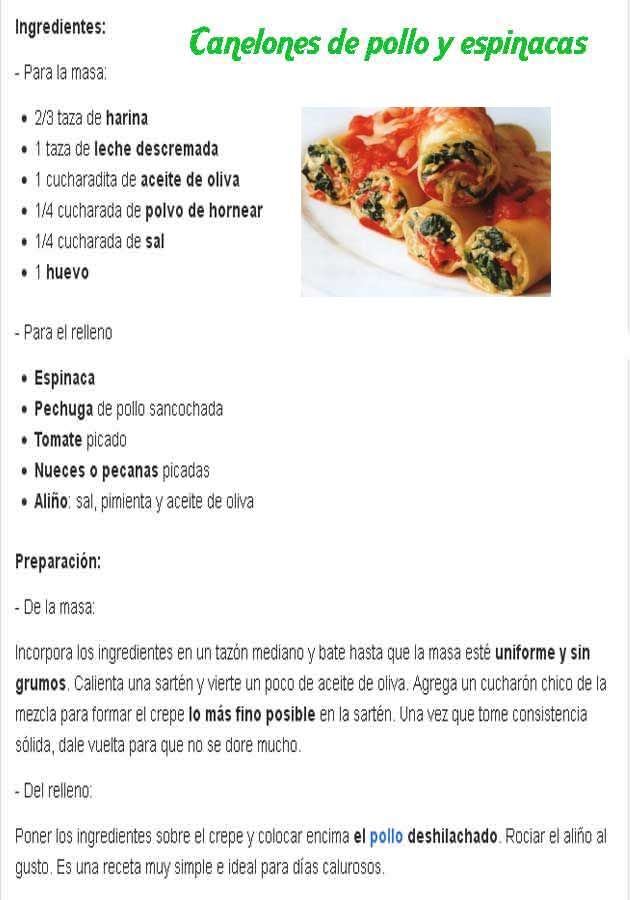 Ingredientes:
Canelones de pollo y espinacas
- Para la masa:
• 2/3 taza de harina
• 1 taza de leche descremada
• 1 cucharadita de aceite de oliva
• 1/4 cucharada de polvo de hornear
• 1/4 cucharada de sal
• 1 huevo
- Para el relleno
• Espinaca
• Pechuga de pollo sancochada
• Tomate picado
• Nueces o pecanas picadas
• Aliño: sal, pimienta y aceite de oliva
Preparación:
- De la masa:
Incorpora los ingredientes en un tazón mediano y bate hasta que la masa esté uniforme y sin
grumos. Calienta una sartén y vierte un poco de aceite de oliva. Agrega un cucharón chico de la
mezcla para formar el crepe lo más fino posible en la sartén. Una vez que tome consistencia
sólida, dale vuelta para que no se dore mucho.
- Del relleno:
Poner los ingredientes sobre el crepe y colocar encima el pollo deshilachado. Rociar el aliño al
gusto. Es una receta muy simple e ideal para días calurosos.